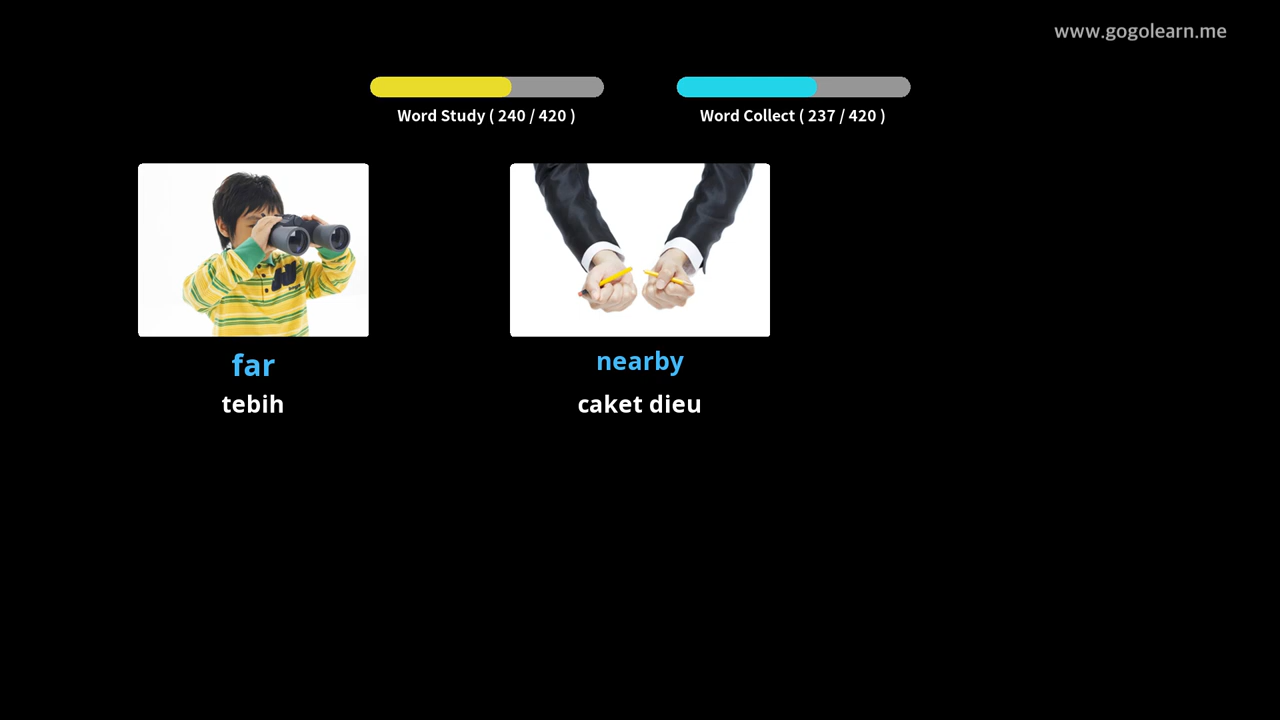 www.gogolearn.me
Word Study ( 240 / 420 )
Word Collect ( 237 / 420 )
far
tebih
nearby
caket dieu